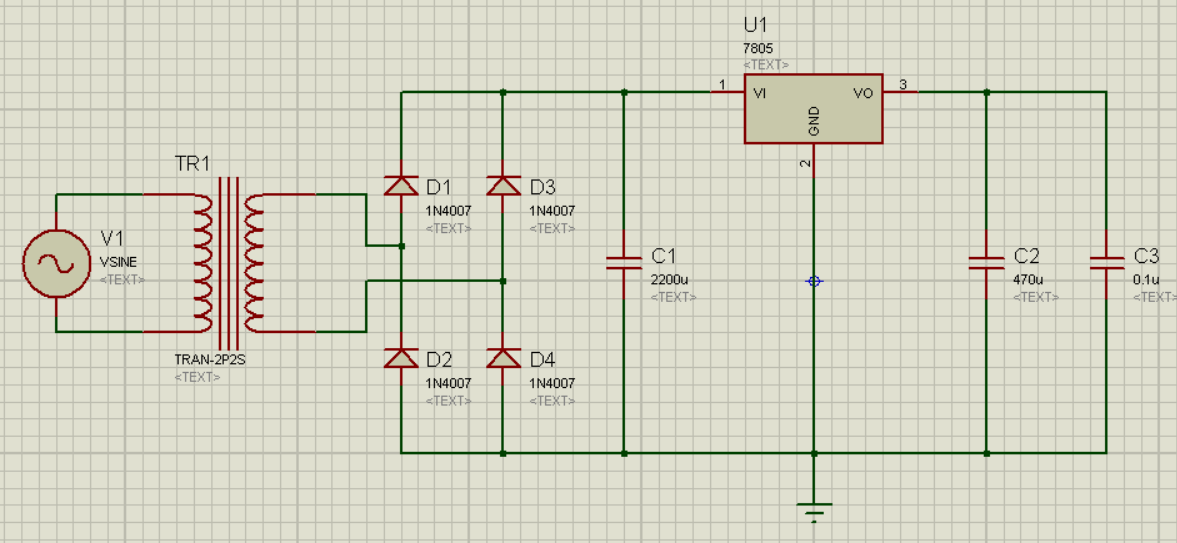 U1
7805
<TEXT>
1
VI
VO
3
GND
2
TR1
TRAN-2P2S
<TEXT>
V1
VSINE
<TEXT>
D1
1N4007
<TEXT>
D3
1N4007
<TEXT>
D2
1N4007
<TEXT>
D4
1N4007
<TEXT>
C1
2200u
<TEXT>
C2
470u
<TEXT>
C3
0.1u
<TEXT>